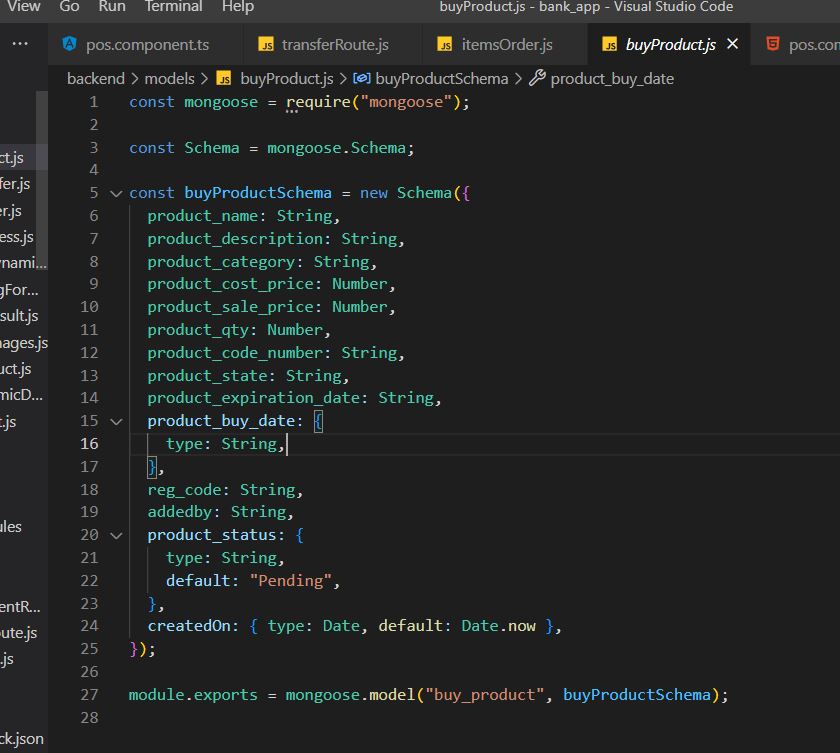 View Go Run Terminal Help buyProduct.js - bank_app - Visual Studio Code
··· pos.component.ts transferRoute.js itemsOrder.js buyProduct.js × pos.com
backend > models > buyProduct.js > buyProductSchema > product_buy_date
1 const mongoose = require("mongoose");
2
3 const Schema = mongoose.Schema;
4
5 const buyProductSchema = new Schema({
6 product_name: String,
7 product_description: String,
8 product_category: String,
9 product_cost_price: Number,
10 product_sale_price: Number,
11 product_qty: Number,
12 product_code_number: String,
13 product_state: String,
14 product_expiration_date: String,
15 product_buy_date: {
16 type: String,
17 },
18 reg_code: String,
19 addedby: String,
20 product_status: {
21 type: String,
22 default: "Pending",
23 },
24 createdOn: { type: Date, default: Date.now },
25 });
26
27 module.exports = mongoose.model("buy_product", buyProductSchema);
28
ct.js
fer.js
er.js
ess.js
ynami...
gFor...
sult.js
nages.js
uct.js
micD...
t.js
ules
entR...
oute.js
.js
ck.json